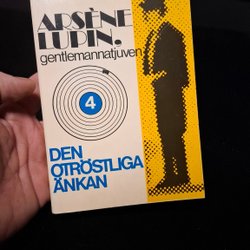 ARSÈNE
LUPIN,
gentlemannatjuven
4
DEN
OTRÖSTLIGA
ÄNKAN